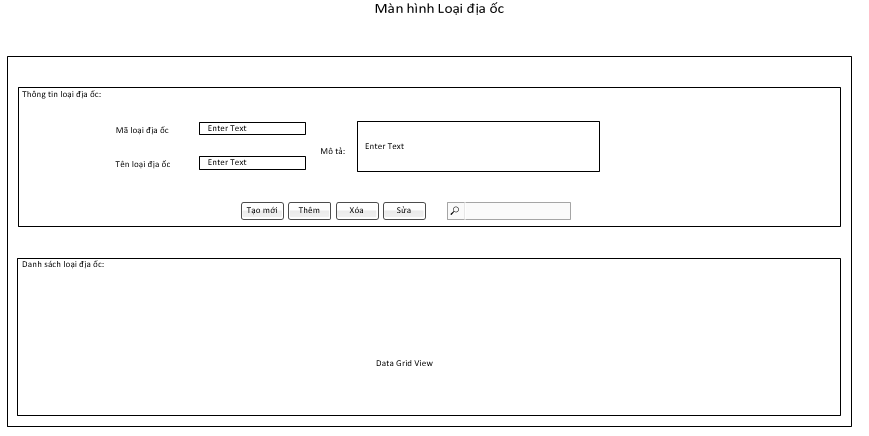 Màn hình Loại địa ốc
Thông tin loại địa ốc:
Mã loại địa ốc
Enter Text
Tên loại địa ốc
Enter Text
Mô tả:
Enter Text
Tạo mới Thêm Xóa Sửa
Danh sách loại địa ốc:
Data Grid View